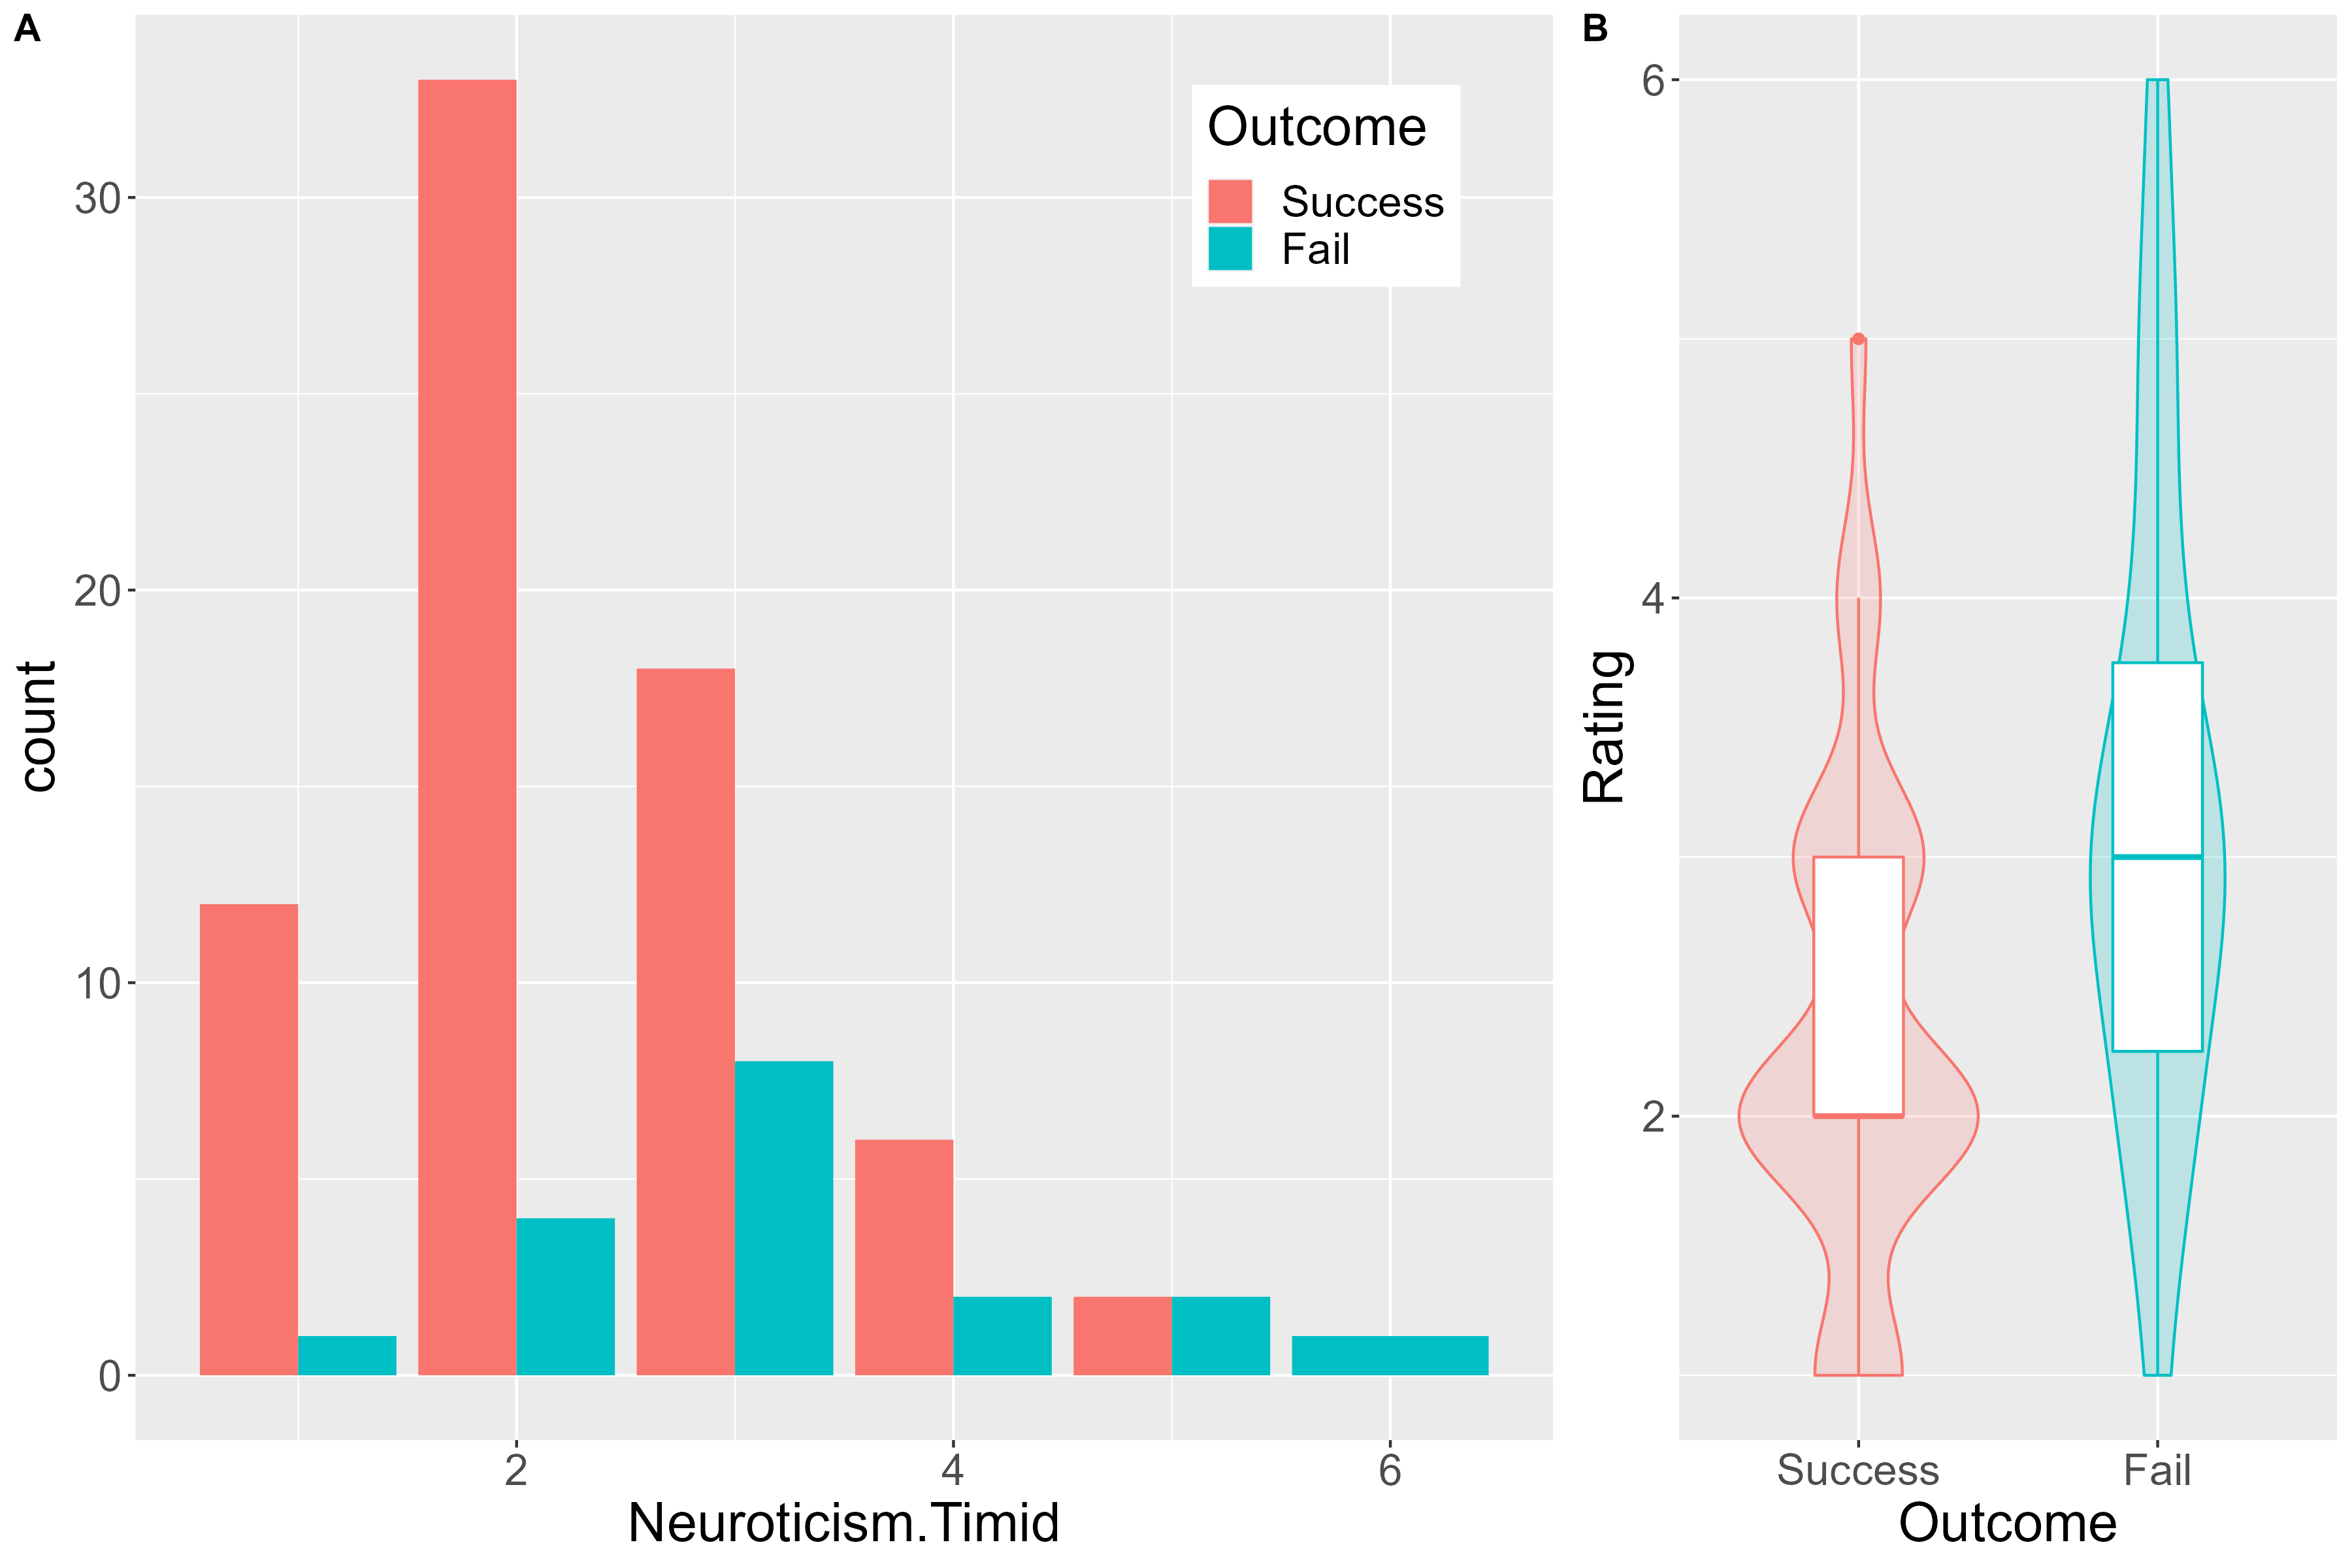 A
count
30
20
10
0
2 4 6
Neuroticism.Timid
Outcome
Success
Fail
B
Rating
6
4
2
Success Fail
Outcome